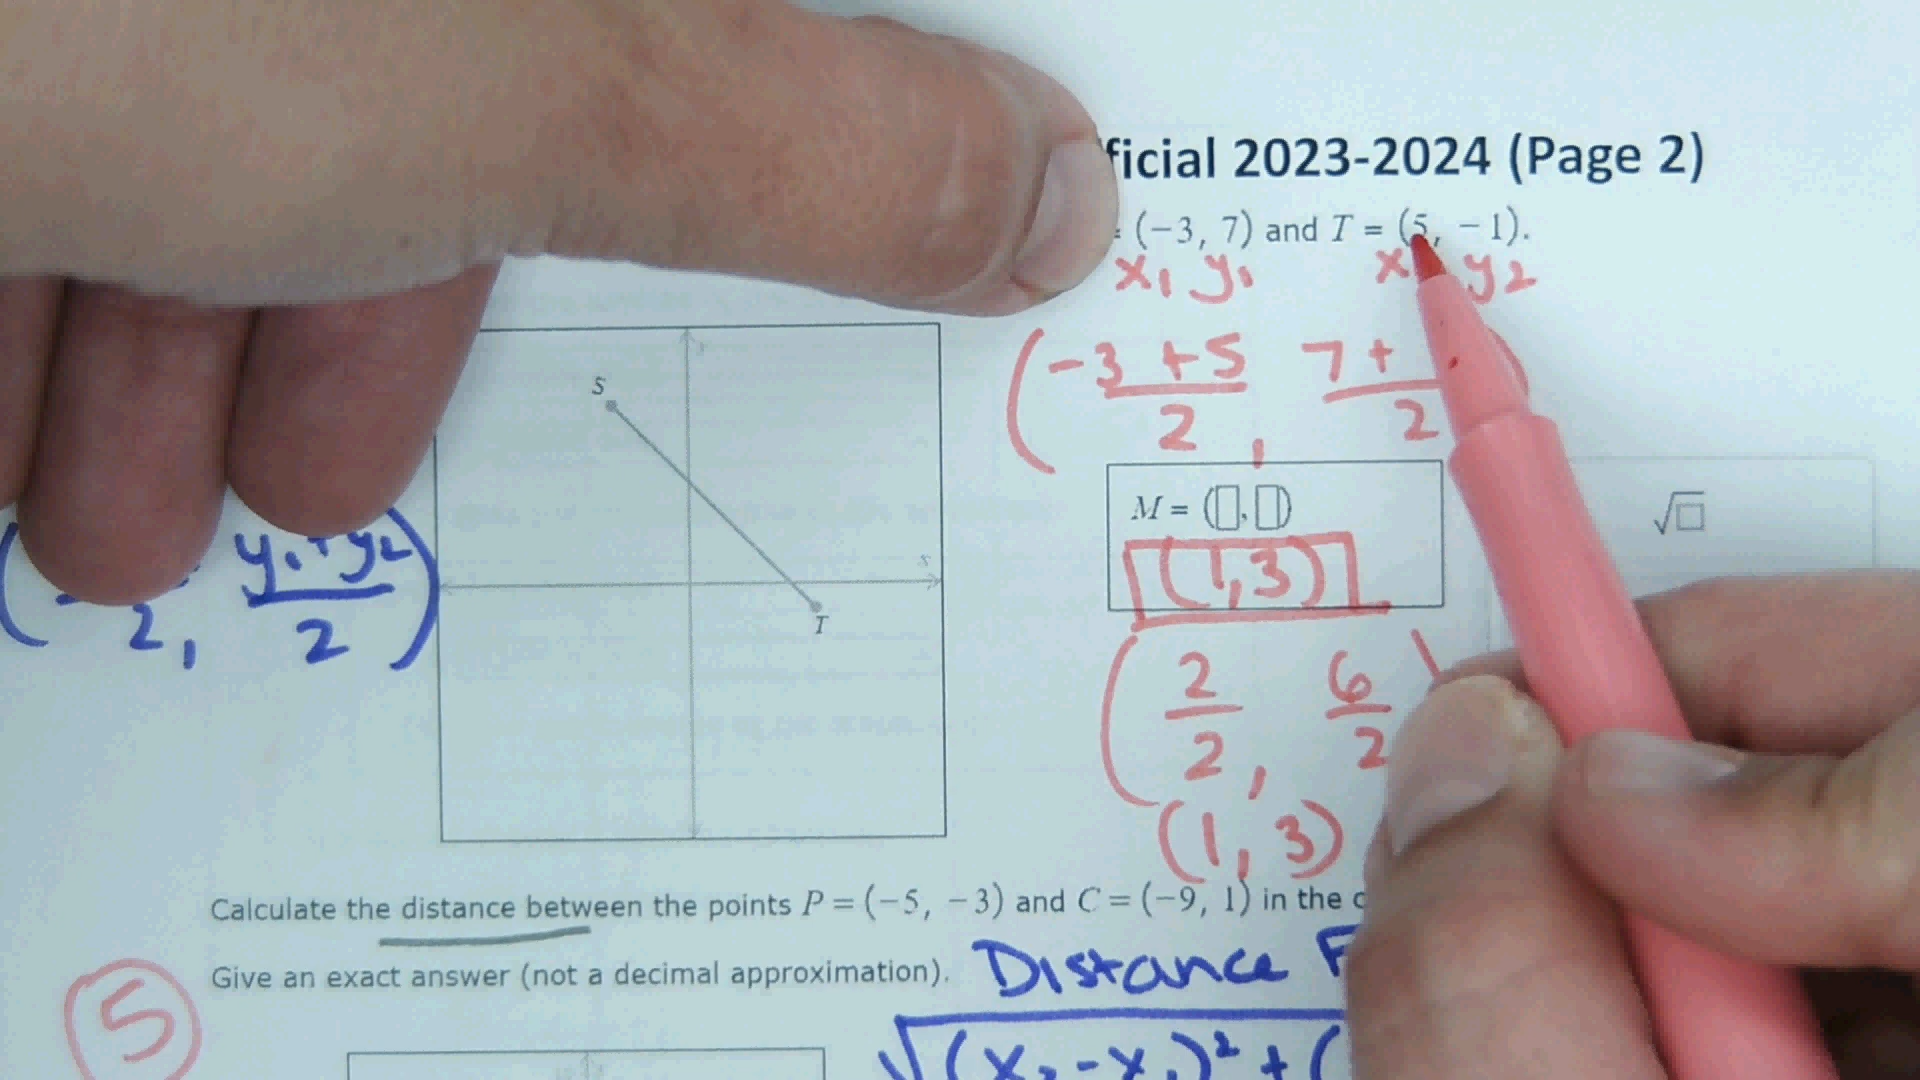 ficial 2023-2024 (Page 2)
(−3, 7) and T = (5, −1).
x₁ y₁ x y₂
(-3+5/2, 7+/2
S
M = (□,□)
√□
(1,3)
y₁+y₂/2)
2,
T
(2/2, 6/2
(1,3)
Calculate the distance between the points P = (−5, −3) and C = (−9, 1) in the
Give an exact answer (not a decimal approximation).
Distance F
5
√(x₂-x₁)²+(